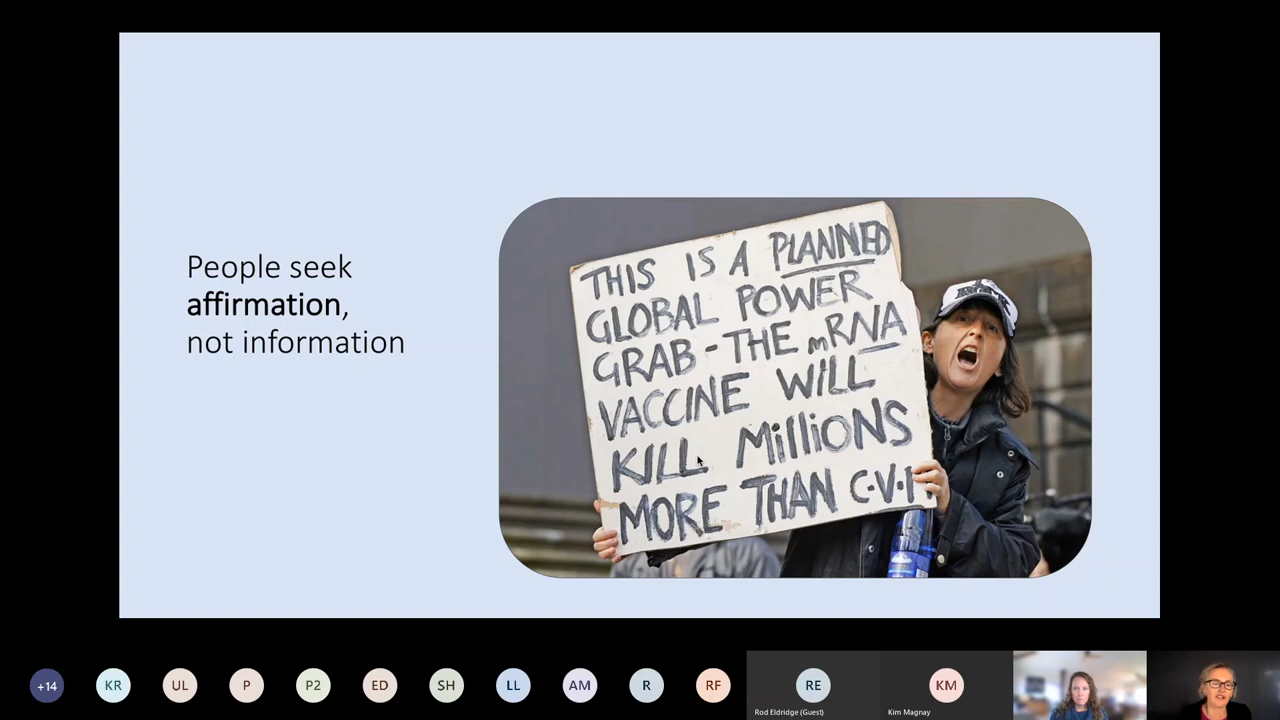 People seek
affirmation,
not information
THIS IS A PLANNED
GLOBAL POWER
GRAB - THE mRNA
VACCINE WILL
KILL MillIONS
MORE THAN C.V.1
+14
KR
UL
P
P2
ED
SH
LL
AM
R
RF
RE
KM
Rod Eldridge (Guest)
Kim Magnay